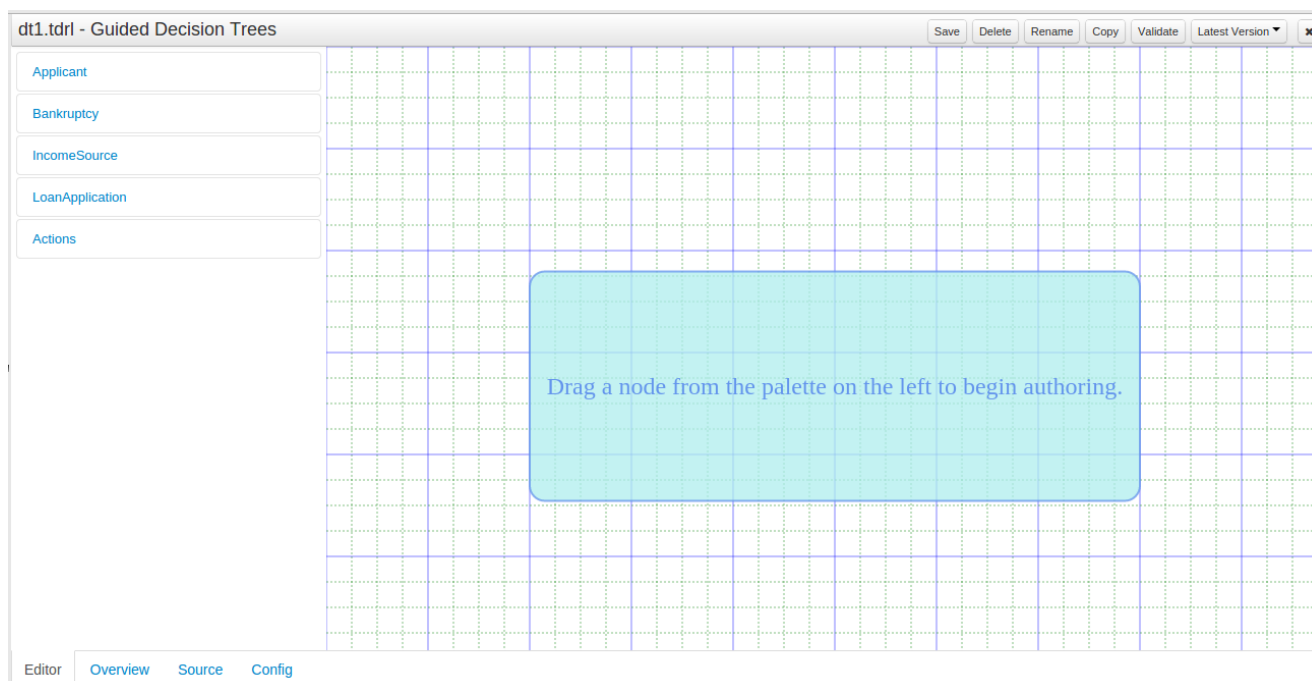 dt1.tdrl - Guided Decision Trees
Save Delete Rename Copy Validate Latest Version
Applicant
Bankruptcy
IncomeSource
LoanApplication
Actions
Drag a node from the palette on the left to begin authoring.
Editor Overview Source Config